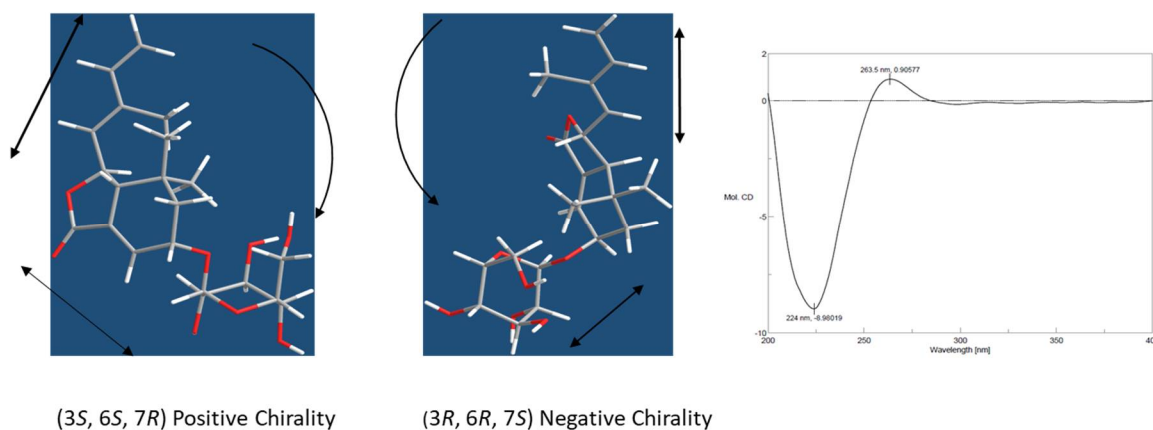 2
263.5 nm, 0.90577
0
Mol. CD
-5
224 nm, -8.98019
-10
200 250 300 350 400
Wavelength [nm]
(3S, 6S, 7R) Positive Chirality
(3R, 6R, 7S) Negative Chirality